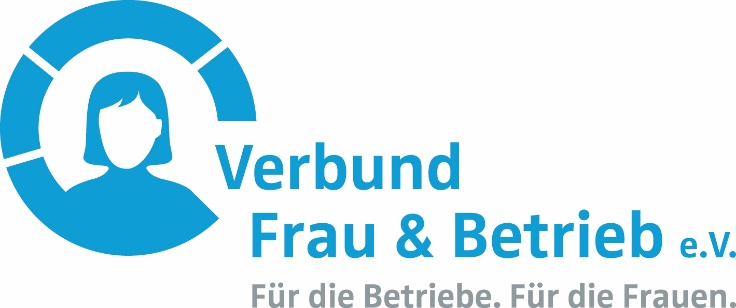 Verbund
Frau & Betrieb e.V.
Für die Betriebe. Für die Frauen.